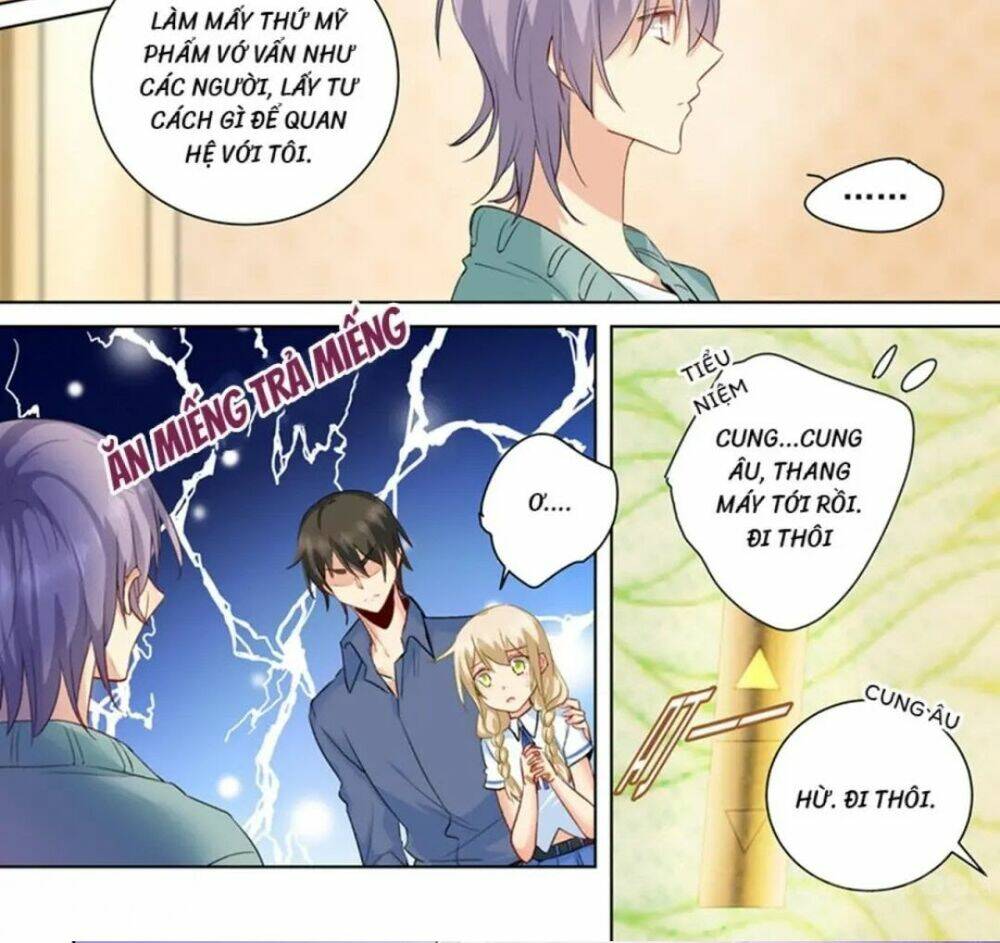 LÀM MẤY THỨ MỸ
PHẨM VỚ VẨN NHƯ
CÁC NGƯỜI, LẤY TƯ
CÁCH GÌ ĐỂ QUAN
HỆ VỚI TÔI.
......
ĂN MIẾNG TRẢ MIẾNG
Ơ....
TIỂU
NIỆM
CUNG...CUNG
ÂU, THANG
MÁY TỚI RỒI.
ĐI THÔI
CUNG ÂU
HỪ. ĐI THÔI.